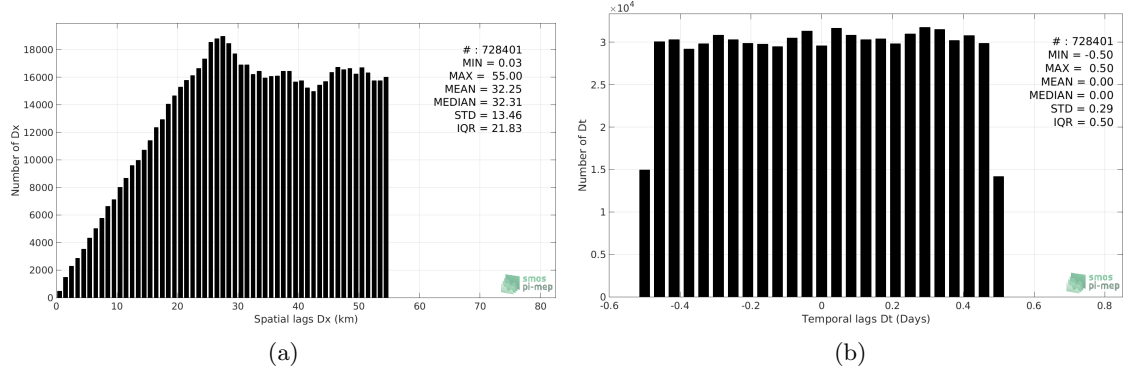 18000
16000
14000
12000
10000
8000
6000
4000
2000
0
Number of Dx
# : 728401
MIN = 0.03
MAX = 55.00
MEAN = 32.25
MEDIAN = 32.31
STD = 13.46
IQR = 21.83
smos
pi-mep
0 10 20 30 40 50 60 70 80
Spatial lags Dx (km)
(a)
×10⁴
3
2.5
2
1.5
1
0.5
0
Number of Dt
# : 728401
MIN = -0.50
MAX = 0.50
MEAN = 0.00
MEDIAN = 0.00
STD = 0.29
IQR = 0.50
smos
pi-mep
-0.6 -0.4 -0.2 0 0.2 0.4 0.6 0.8
Temporal lags Dt (Days)
(b)